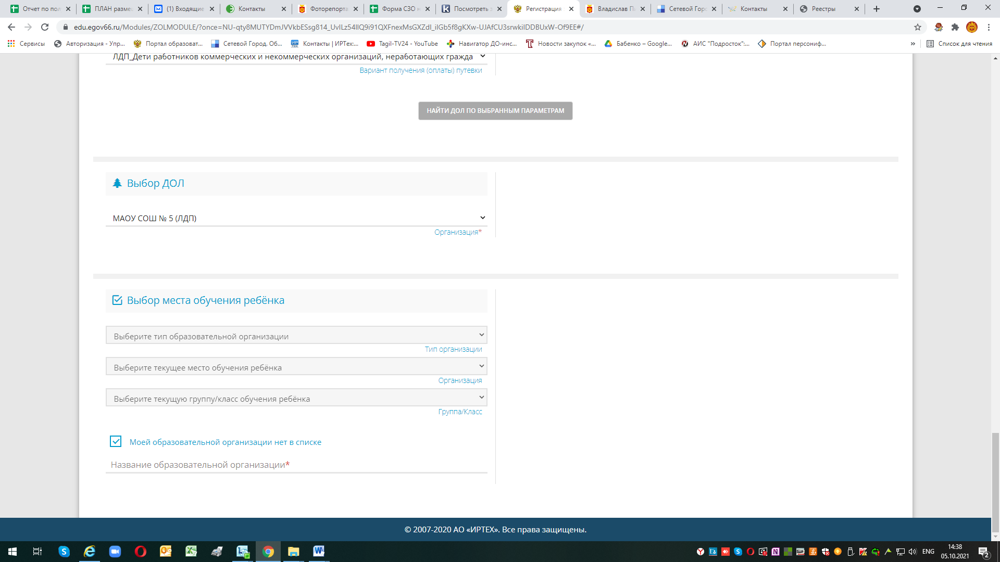 Отчет по пол
ПЛАН разме
(1) Входящие
Контакты
Фоторепорта
Форма СЗО н
Посмотреть з
Регистрация
Владислав П
Сетевой Горо
Контакты
Реестры
edu.egov66.ru/Modules/ZOLMODULE/?once=NU-qty8MUTYDmJVVkbESsg814_UvILz54lIQ9i91QXFnexMsGXZdI_iIGb5f8gKXw-UJAfCU3srwkiIDDBUxW-Of9EE#/
Сервисы
Авторизация - Упр...
Портал образоват...
Сетевой Город. Об...
Контакты | ИРТех:...
Tagil-TV24 - YouTube
Навигатор ДО-инс...
Новости закупок «...
Бабенко – Google...
АИС "Подросток":...
Портал персониф...
»
Список для чтения
ЛДП_Дети работников коммерческих и некоммерческих организаций, неработающих гражда
Вариант получения (оплаты) путевки
НАЙТИ ДОЛ ПО ВЫБРАННЫМ ПАРАМЕТРАМ
Выбор ДОЛ
МАОУ СОШ № 5 (ЛДП)
Организация*
Выбор места обучения ребёнка
Выберите тип образовательной организации
Тип организации
Выберите текущее место обучения ребёнка
Организация
Выберите текущую группу/класс обучения ребёнка
Группа/Класс
Моей образовательной организации нет в списке
Название образовательной организации*
© 2007-2020 АО «ИРТЕХ». Все права защищены.
ENG
14:38
05.10.2021
2